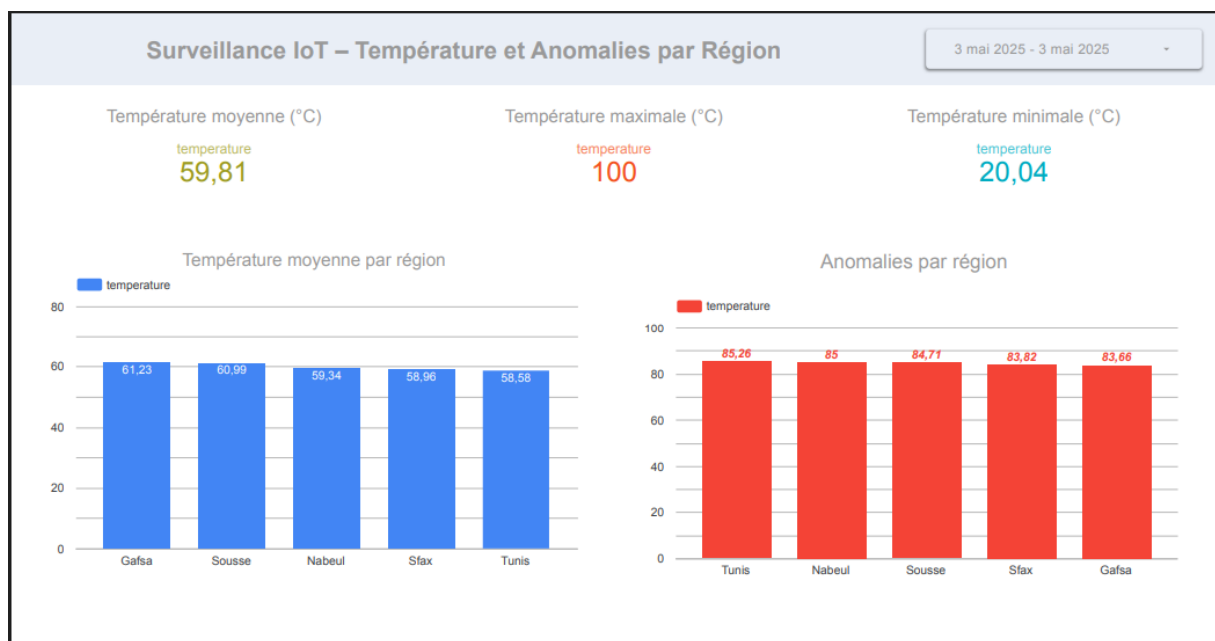 Surveillance IoT – Température et Anomalies par Région
3 mai 2025 - 3 mai 2025
Température moyenne (°C)
temperature
59,81
Température maximale (°C)
temperature
100
Température minimale (°C)
temperature
20,04
Température moyenne par région
temperature
80
60
40
20
0
61,23
60,99
59,34
58,96
58,58
Gafsa
Sousse
Nabeul
Sfax
Tunis
Anomalies par région
temperature
100
80
60
40
20
0
85,26
85
84,71
83,82
83,66
Tunis
Nabeul
Sousse
Sfax
Gafsa